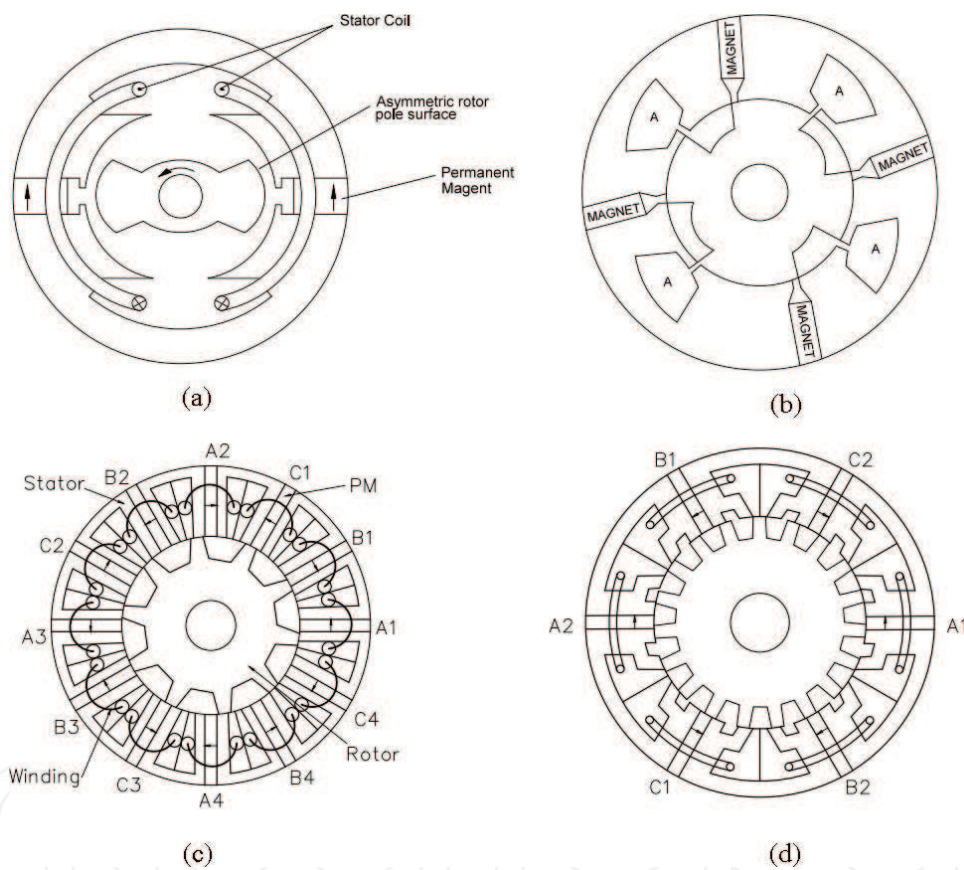 Stator Coil
Asymmetric rotor
pole surface
Permanent
Magent
(a)
MAGNET
A
A
MAGNET
MAGNET
A
A
MAGNET
(b)
A2
B2
C1
Stator
PM
C2
B1
A3
A1
B3
C4
Winding
C3
B4
Rotor
A4
(c)
B1
C2
A2
A1
C1
B2
(d)